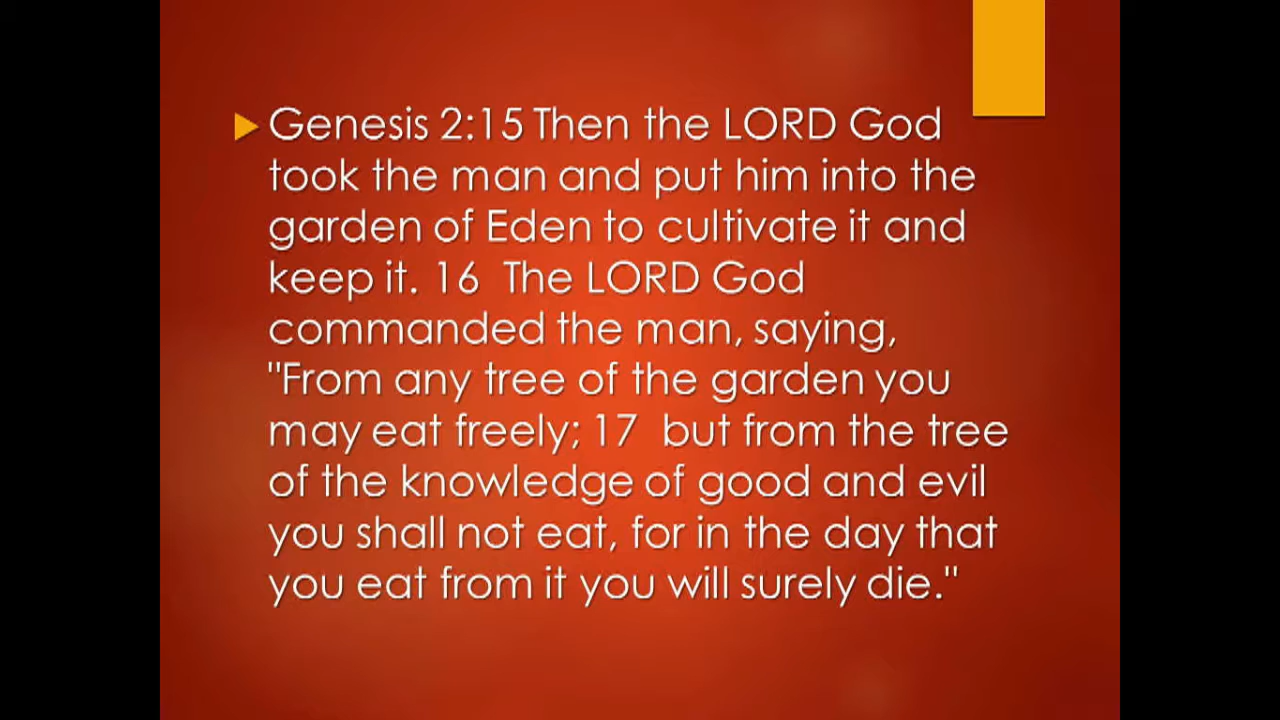 Genesis 2:15 Then the LORD God
took the man and put him into the
garden of Eden to cultivate it and
keep it. 16  The LORD God
commanded the man, saying,
"From any tree of the garden you
may eat freely; 17  but from the tree
of the knowledge of good and evil
you shall not eat, for in the day that
you eat from it you will surely die."